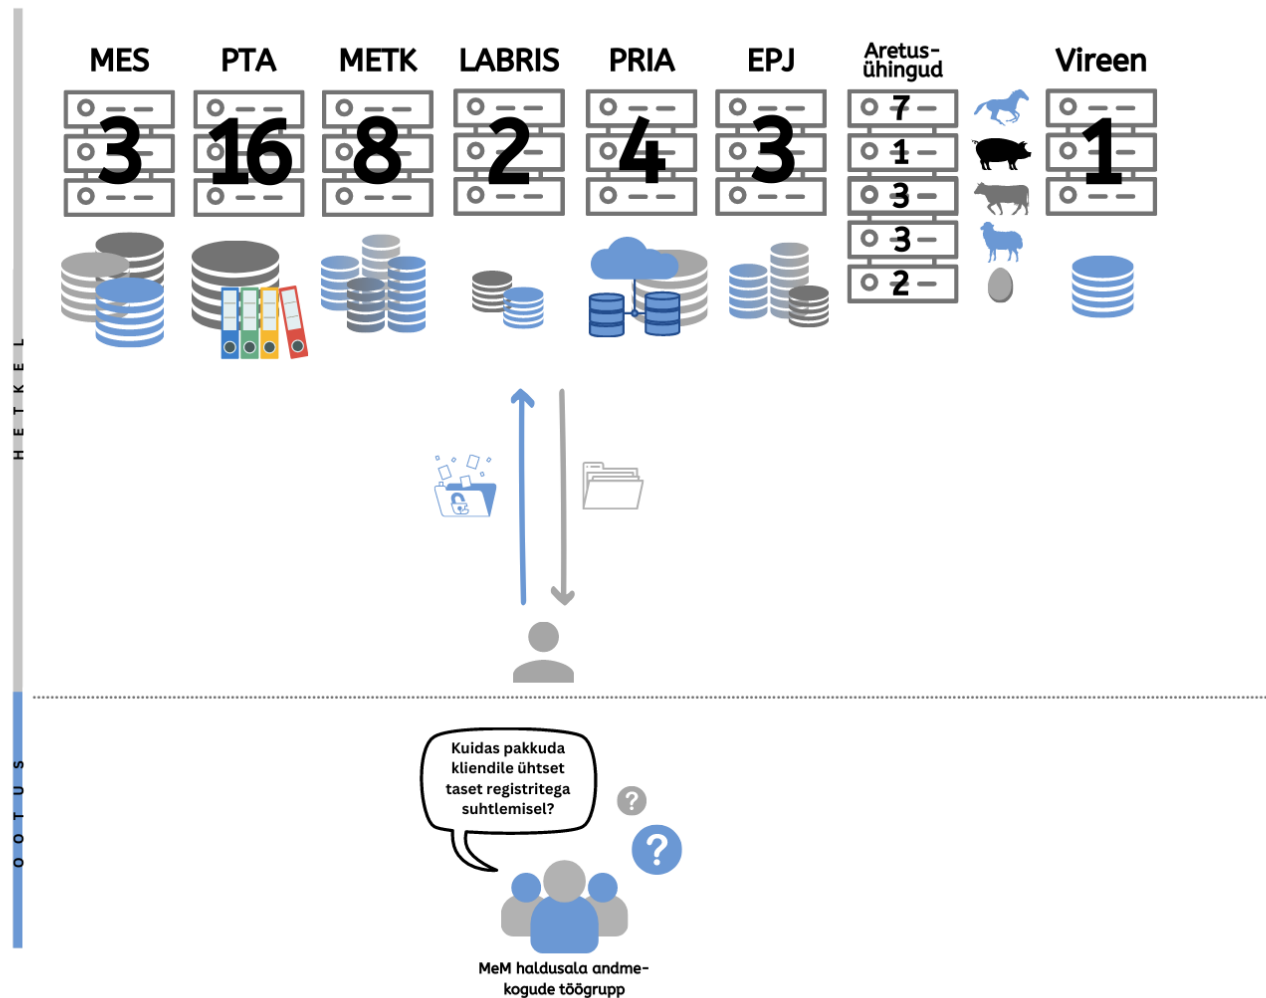 MES
PTA
METK
LABRIS
PRIA
EPJ
Aretus-
ühingud
Vireen
3
16
8
2
4
3
7
1
3
3
2
1
HETKEL
Kuidas pakkuda
kliendile ühtset
taset registritega
suhtlemisel?
?
?
OOTUS
MeM haldusala andme-
kogude töögrupp